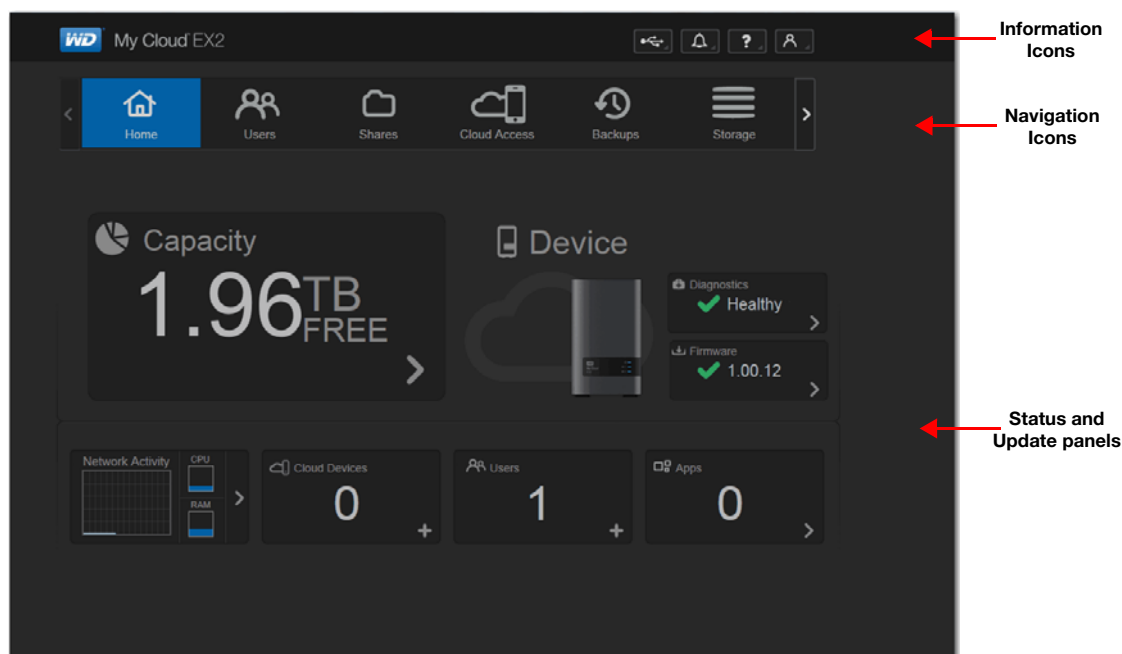 WD My Cloud EX2
?
Information
Icons
Home
Users
Shares
Cloud Access
Backups
Storage
Navigation
Icons
Capacity
1.96 TB
FREE
Device
Diagnostics
Healthy
Firmware
1.00.12
Status and
Update panels
Network Activity
CPU
RAM
Cloud Devices
0
Users
1
Apps
0